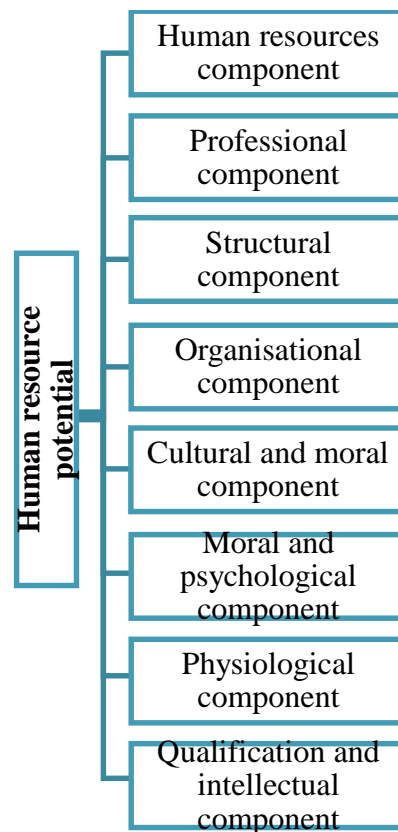 Human resource
potential
Human resources
component
Professional
component
Structural
component
Organisational
component
Cultural and moral
component
Moral and
psychological
component
Physiological
component
Qualification and
intellectual
component